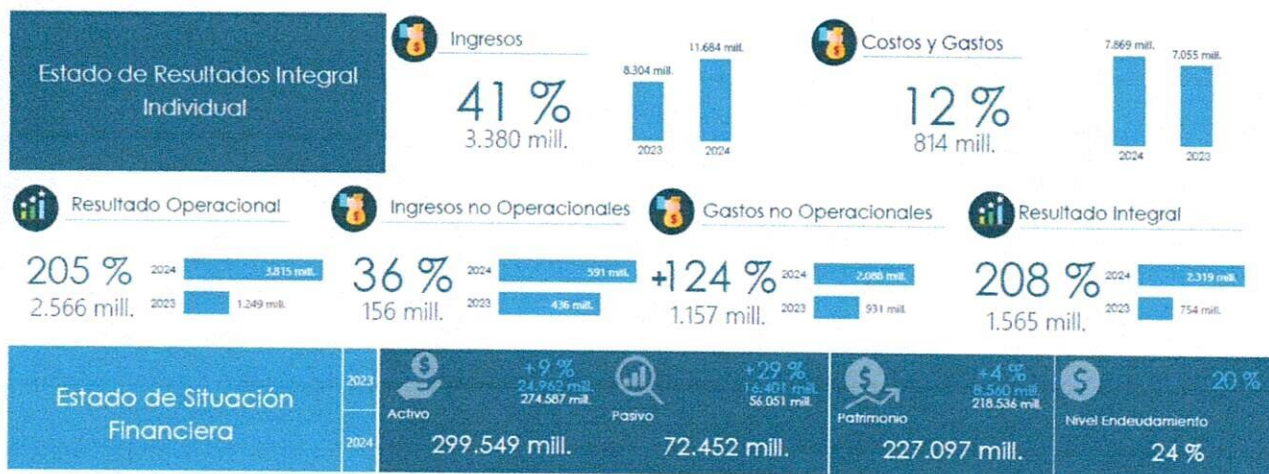 Estado de Resultados Integral
Individual
Ingresos
41 %
3.380 mill.
8.304 mill.
11.684 mill.
2023
2024
Costos y Gastos
12 %
814 mill.
7.869 mill.
7.055 mill.
2024
2023
Resultado Operacional
205 %
2.566 mill.
2024
3.815 mill.
2023
1.249 mill.
Ingresos no Operacionales
36 %
156 mill.
2024
591 mill.
2023
436 mill.
Gastos no Operacionales
+124 %
1.157 mill.
2024
2.088 mill.
2023
931 mill.
Resultado Integral
208 %
1.565 mill.
2024
2.319 mill.
2023
754 mill.
Estado de Situación
Financiera
2023
2024
Activo
+9 %
24.962 mill.
274.587 mill.
299.549 mill.
Pasivo
+29 %
16.401 mill.
56.051 mill.
72.452 mill.
Patrimonio
+4 %
8.560 mill.
218.536 mill.
227.097 mill.
Nivel Endeudamiento
20 %
24 %